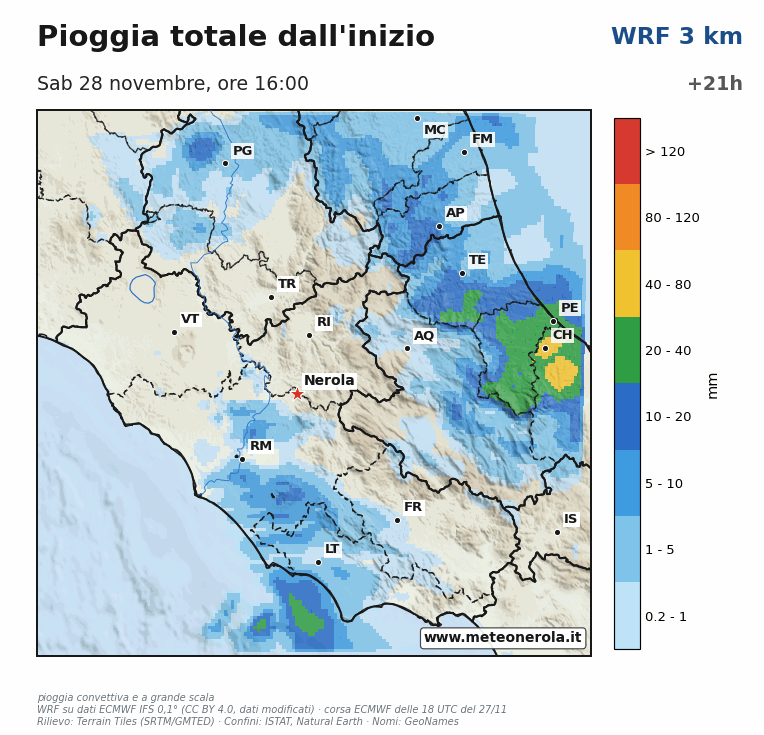 Pioggia totale dall'inizio
WRF 3 km
Sab 28 novembre, ore 16:00
+21h
MC
FM
PG
AP
TE
TR
PE
VT
RI
AQ
CH
Nerola
RM
FR
IS
LT
www.meteonerola.it
> 120
80 - 120
40 - 80
20 - 40
10 - 20
5 - 10
1 - 5
0.2 - 1
mm
pioggia convettiva e a grande scala
WRF su dati ECMWF IFS 0,1° (CC BY 4.0, dati modificati) · corsa ECMWF delle 18 UTC del 27/11
Rilievo: Terrain Tiles (SRTM/GMTED) · Confini: ISTAT, Natural Earth · Nomi: GeoNames